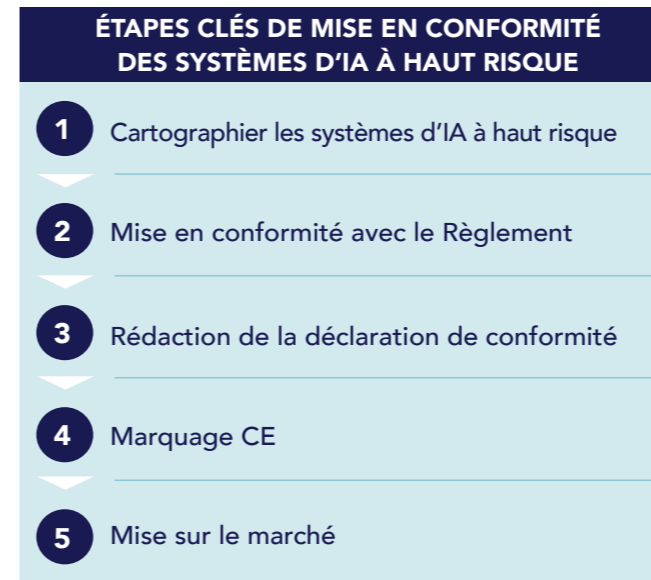 ÉTAPES CLÉS DE MISE EN CONFORMITÉ
DES SYSTÈMES D'IA À HAUT RISQUE
1 Cartographier les systèmes d'IA à haut risque
2 Mise en conformité avec le Règlement
3 Rédaction de la déclaration de conformité
4 Marquage CE
5 Mise sur le marché